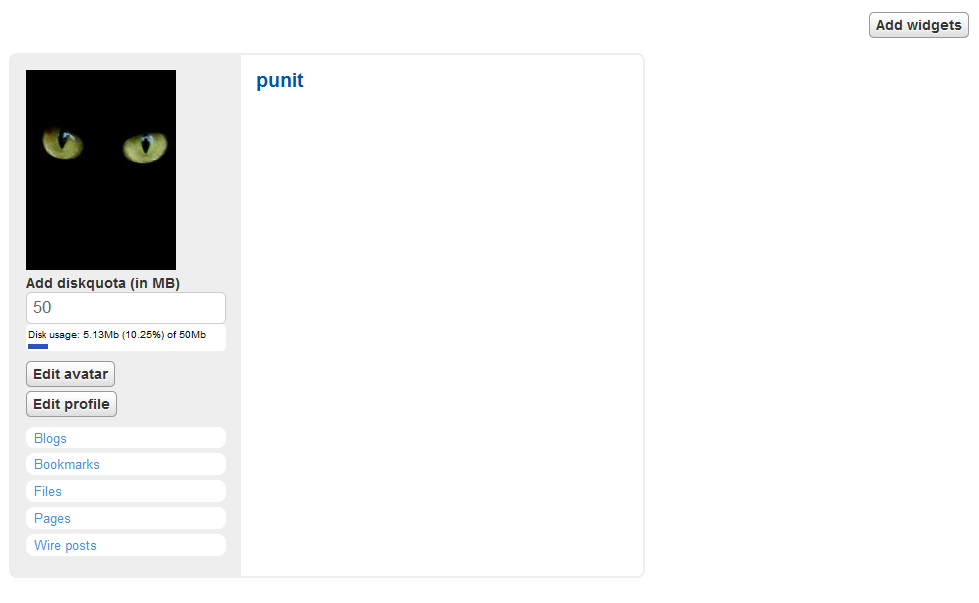 Add widgets
punit
Add diskquota (in MB)
50
Disk usage: 5.13Mb (10.25%) of 50Mb
Edit avatar
Edit profile
Blogs
Bookmarks
Files
Pages
Wire posts